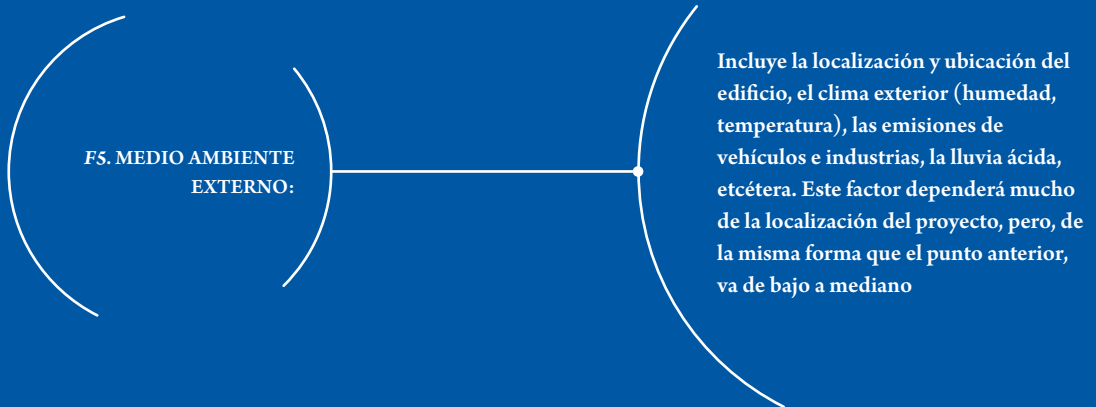 F5. MEDIO AMBIENTE
EXTERNO:
Incluye la localización y ubicación del
edificio, el clima exterior (humedad,
temperatura), las emisiones de
vehículos e industrias, la lluvia ácida,
etcétera. Este factor dependerá mucho
de la localización del proyecto, pero, de
la misma forma que el punto anterior,
va de bajo a mediano